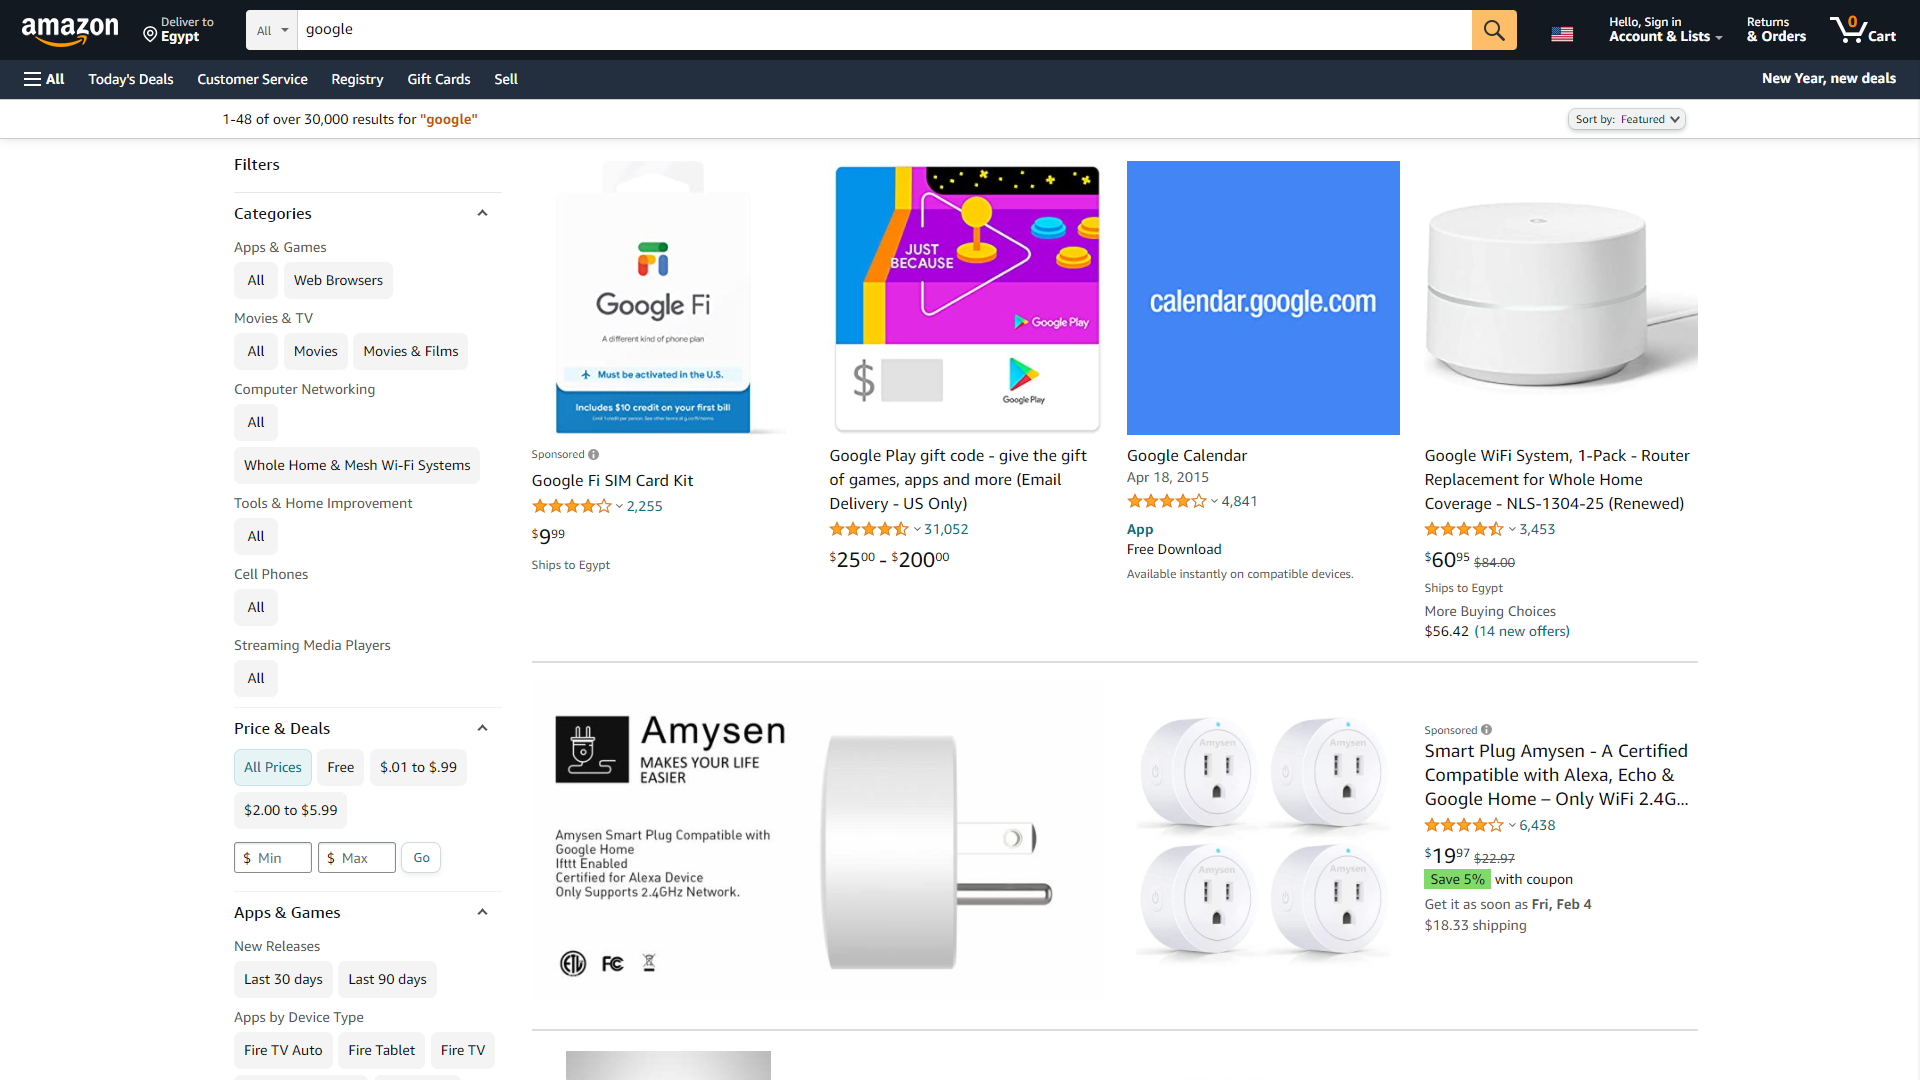 amazon
Deliver to
Egypt
All
google
Hello, Sign in
Account & Lists
Returns
& Orders
0
Cart
All
Today's Deals
Customer Service
Registry
Gift Cards
Sell
New Year, new deals
1-48 of over 30,000 results for "google"
Sort by: Featured
Filters
Categories
Apps & Games
All
Web Browsers
Movies & TV
All
Movies
Movies & Films
Computer Networking
All
Whole Home & Mesh Wi-Fi Systems
Tools & Home Improvement
All
Cell Phones
All
Streaming Media Players
All
Price & Deals
All Prices
Free
$.01 to $.99
$2.00 to $5.99
$ Min
$ Max
Go
Apps & Games
New Releases
Last 30 days
Last 90 days
Apps by Device Type
Fire TV Auto
Fire Tablet
Fire TV
Google Fi
A different kind of phone plan
Must be activated in the U.S.
Includes $10 credit on your first bill
Sponsored
Google Fi SIM Card Kit
2,255
$9.99
Ships to Egypt
JUST
BECAUSE
Google Play
$
Google Play
Google Play gift code - give the gift
of games, apps and more (Email
Delivery - US Only)
31,052
$25.00 - $200.00
calendar.google.com
Google Calendar
Apr 18, 2015
4,841
App
Free Download
Available instantly on compatible devices.
Google WiFi System, 1-Pack - Router
Replacement for Whole Home
Coverage - NLS-1304-25 (Renewed)
3,453
$60.95 $84.00
Ships to Egypt
More Buying Choices
$56.42 (14 new offers)
Amysen
MAKES YOUR LIFE
EASIER
Amysen Smart Plug Compatible with
Google Home
Ifttt Enabled
Certified for Alexa Device
Only Supports 2.4GHz Network.
ETL
FC
Amysen
Amysen
Amysen
Amysen
Sponsored
Smart Plug Amysen - A Certified
Compatible with Alexa, Echo &
Google Home – Only WiFi 2.4G...
6,438
$19.97 $22.97
Save 5% with coupon
Get it as soon as Fri, Feb 4
$18.33 shipping